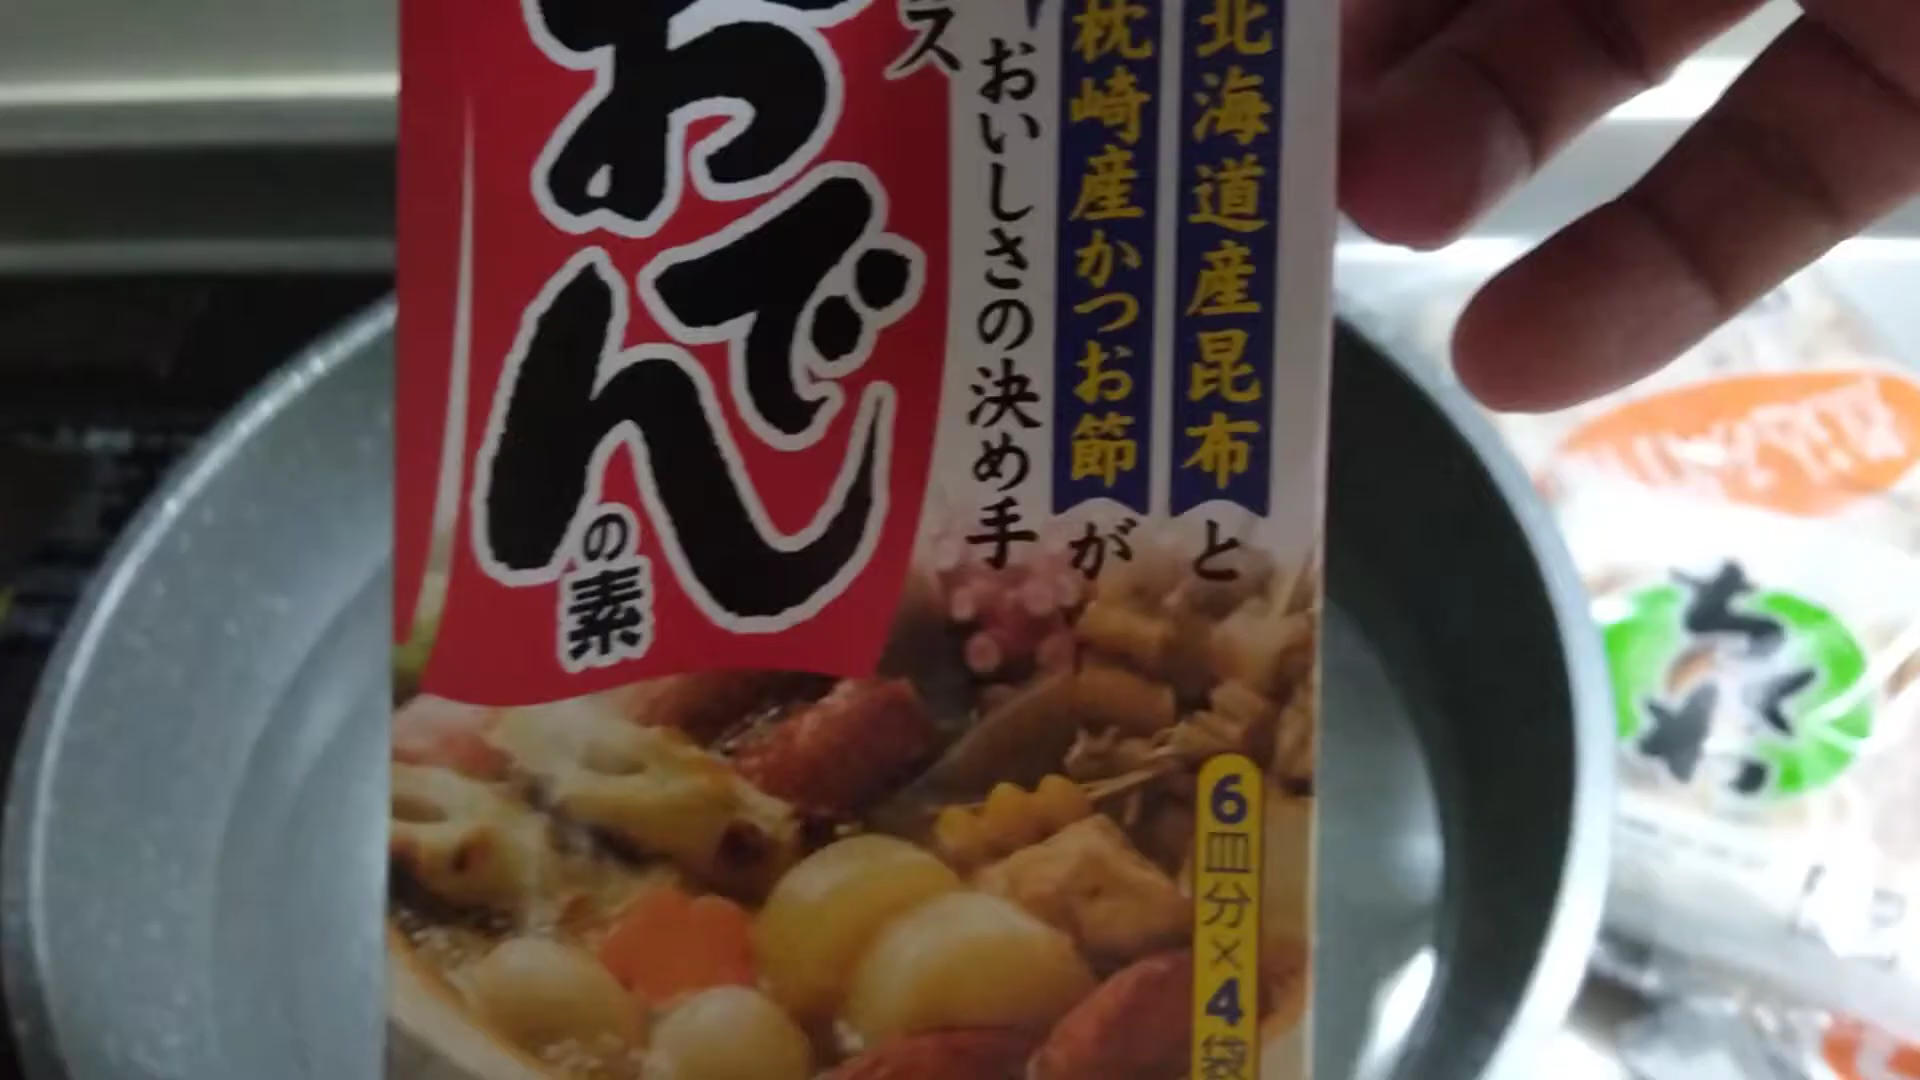 北海道産昆布と
枕崎産かつお節が
おいしさの決め手
ス
おでん
の素
6皿分×4袋
ちくわ